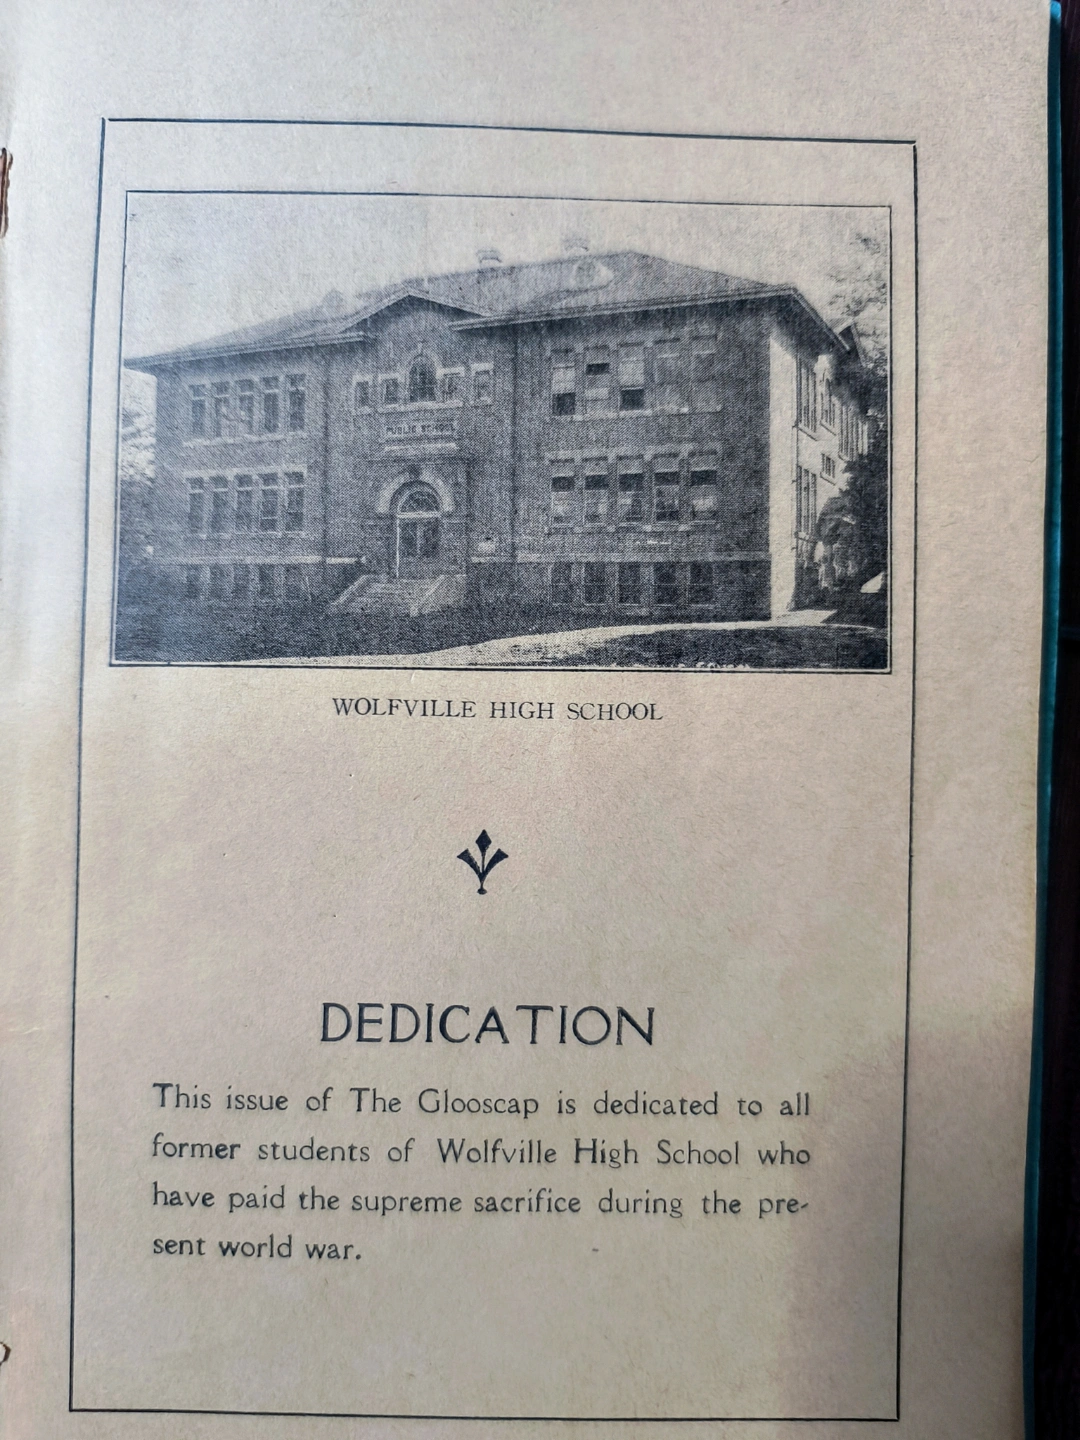 PUBLIC SCHOOL
WOLFVILLE HIGH SCHOOL
DEDICATION
This issue of The Glooscap is dedicated to all
former students of Wolfville High School who
have paid the supreme sacrifice during the pre-
sent world war.